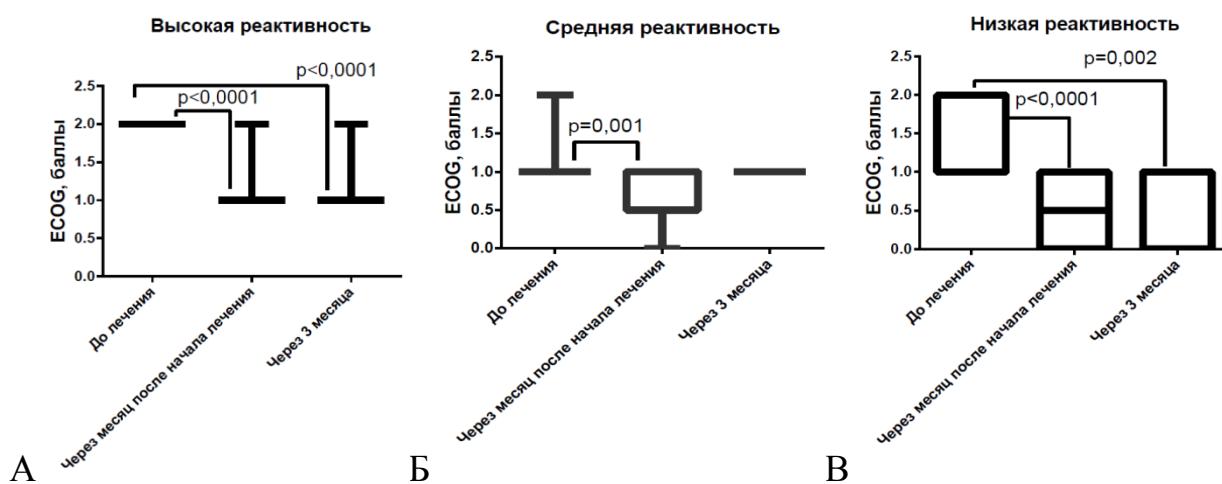 Высокая реактивность
p<0,0001
p<0,0001
ECOG, баллы
2.5
2.0
1.5
1.0
0.5
0.0
До лечения
Через месяц после начала лечения
Через 3 месяца
А
Средняя реактивность
p=0,001
ECOG, баллы
2.5
2.0
1.5
1.0
0.5
0.0
До лечения
Через месяц после начала лечения
Через 3 месяца
Б
Низкая реактивность
p=0,002
p<0,0001
ECOG, баллы
2.5
2.0
1.5
1.0
0.5
0.0
До лечения
Через месяц после начала лечения
Через 3 месяца
В